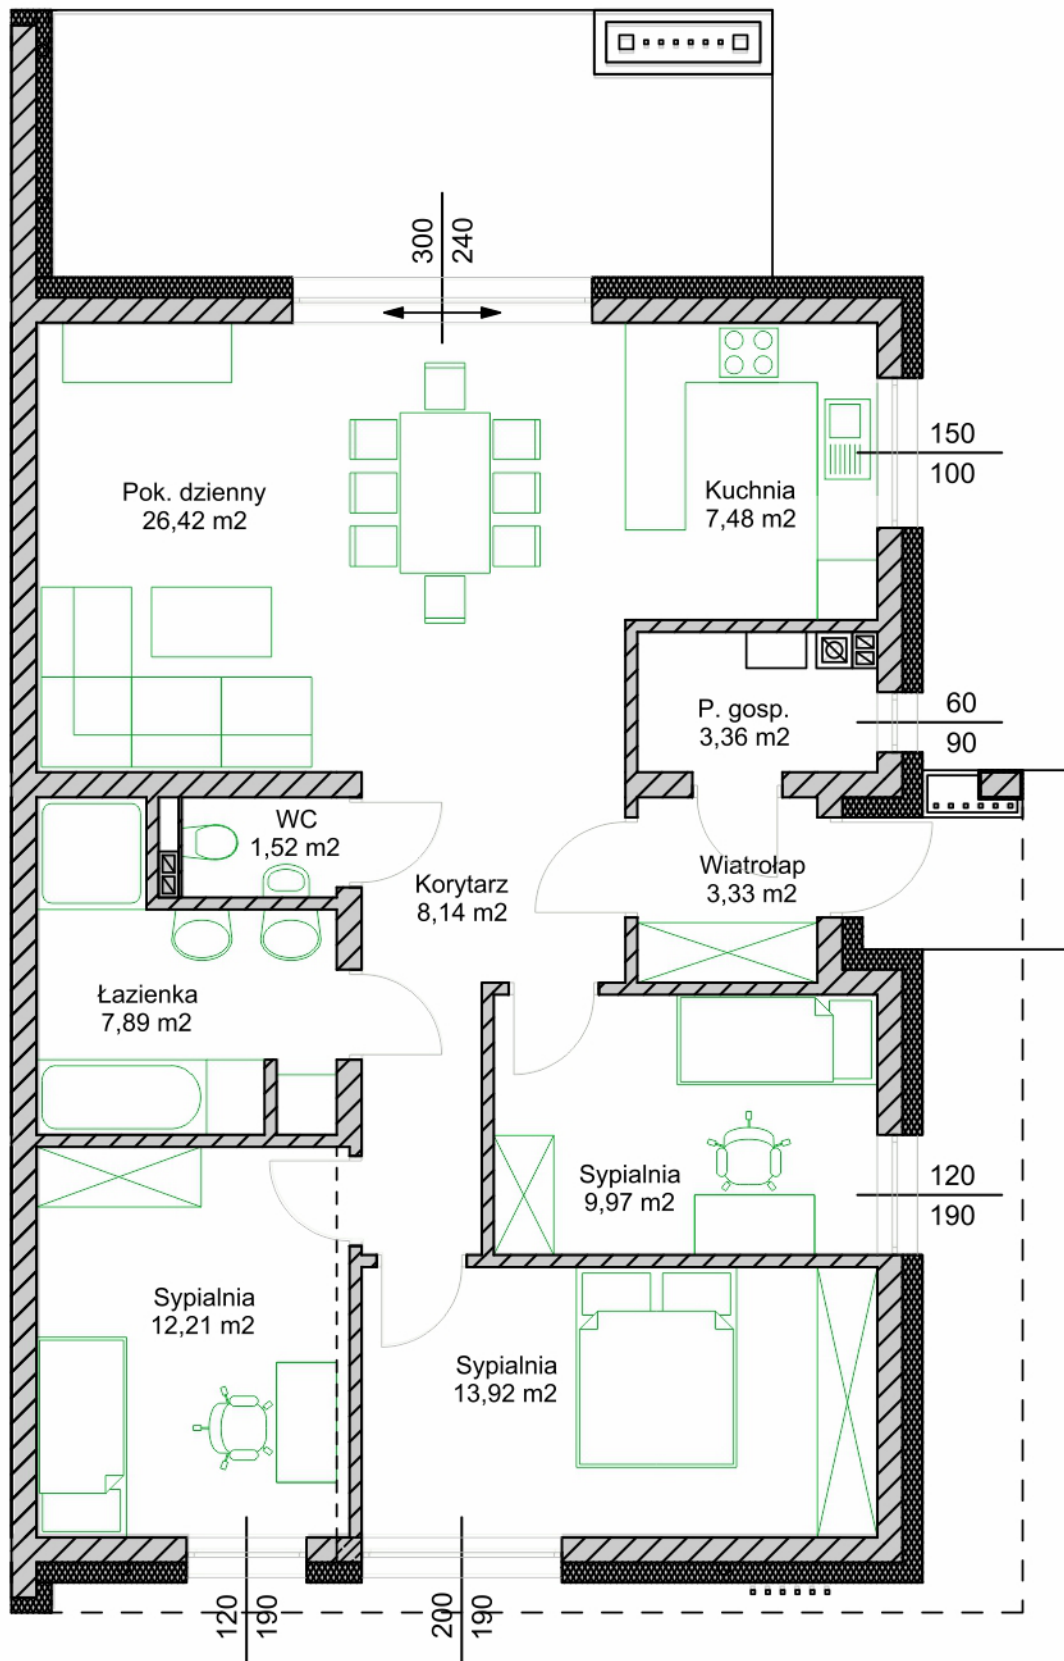 300
240
150
100
Pok. dzienny
26,42 m2
Kuchnia
7,48 m2
P. gosp.
3,36 m2
60
90
WC
1,52 m2
Wiatrołap
3,33 m2
Korytarz
8,14 m2
Łazienka
7,89 m2
Sypialnia
9,97 m2
120
190
Sypialnia
12,21 m2
Sypialnia
13,92 m2
120
190
200
190